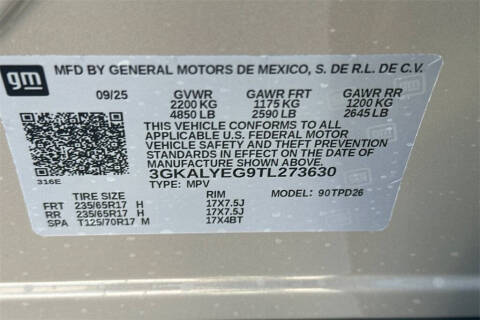 gm
MFD BY GENERAL MOTORS DE MEXICO, S. DE R.L. DE C.V.
09/25 GVWR GAWR FRT GAWR RR
2200 KG 1175 KG 1200 KG
4850 LB 2590 LB 2645 LB
THIS VEHICLE CONFORMS TO ALL
APPLICABLE U.S. FEDERAL MOTOR
VEHICLE SAFETY AND THEFT PREVENTION
STANDARDS IN EFFECT ON THE DATE OF
MANUFACTURE SHOWN ABOVE.
3GKALYEG9TL273630
316E TYPE: MPV MODEL: 90TPD26
TIRE SIZE RIM
FRT 235/65R17 H 17X7.5J
RR 235/65R17 H 17X7.5J
SPA T125/70R17 M 17X4BT